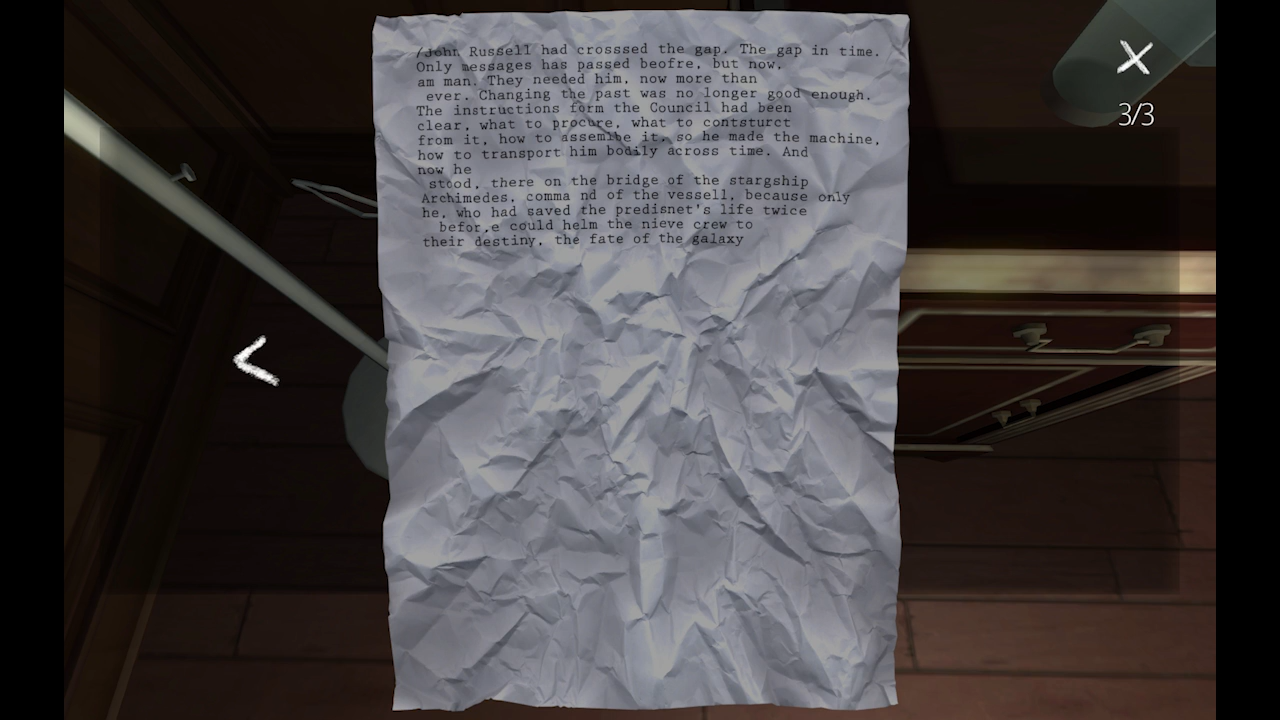 /John Russell had crosssed the gap. The gap in time.
Only messages has passed beofre, but now,
am man. They needed him, now more than
ever. Changing the past was no longer good enough.
The instructions form the Council had been
clear, what to procure, what to contsturct
from it, how to assemlbe it, so he made the machine,
how to transport him bodily across time. And
now he
stood, there on the bridge of the stargship
Archimedes, comma nd of the vessell, because only
he, who had saved the predisnet's life twice
befor,e could helm the nieve crew to
their destiny, the fate of the galaxy
3/3